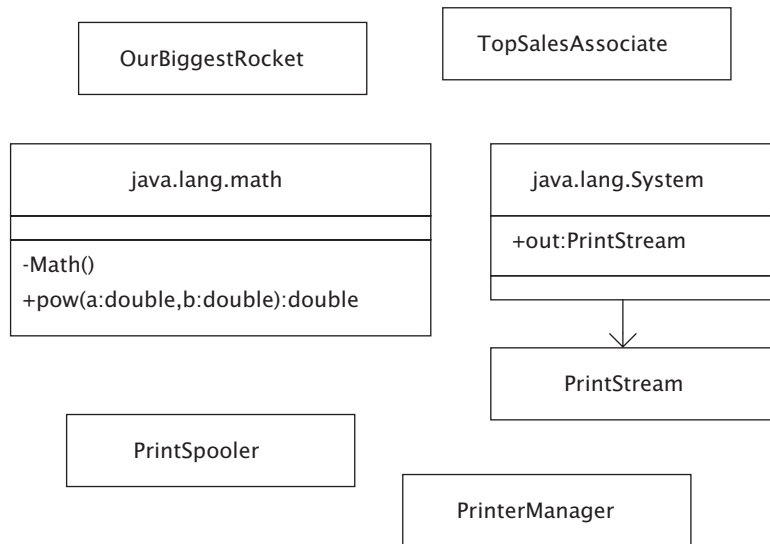 OurBiggestRocket
TopSalesAssociate
java.lang.math
-Math()
+pow(a:double,b:double):double
java.lang.System
+out:PrintStream
PrintStream
PrintSpooler
PrinterManager